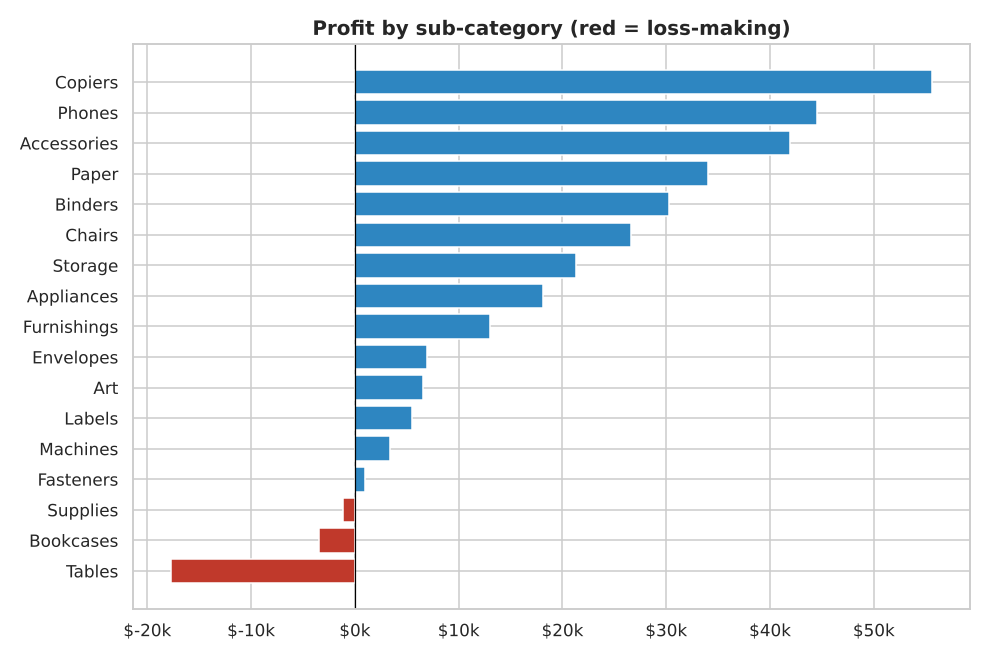 Profit by sub-category (red = loss-making)
Copiers
Phones
Accessories
Paper
Binders
Chairs
Storage
Appliances
Furnishings
Envelopes
Art
Labels
Machines
Fasteners
Supplies
Bookcases
Tables
$-20k $-10k $0k $10k $20k $30k $40k $50k